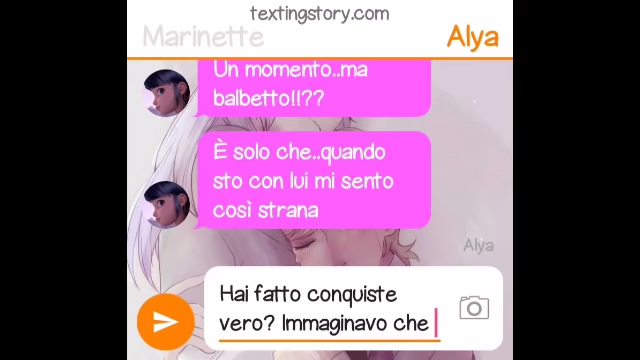 textingstory.com
Marinette
Alya
Un momento..ma
balbetto!!??
È solo che..quando
sto con lui mi sento
così strana
Alya
Hai fatto conquiste
vero? Immaginavo che